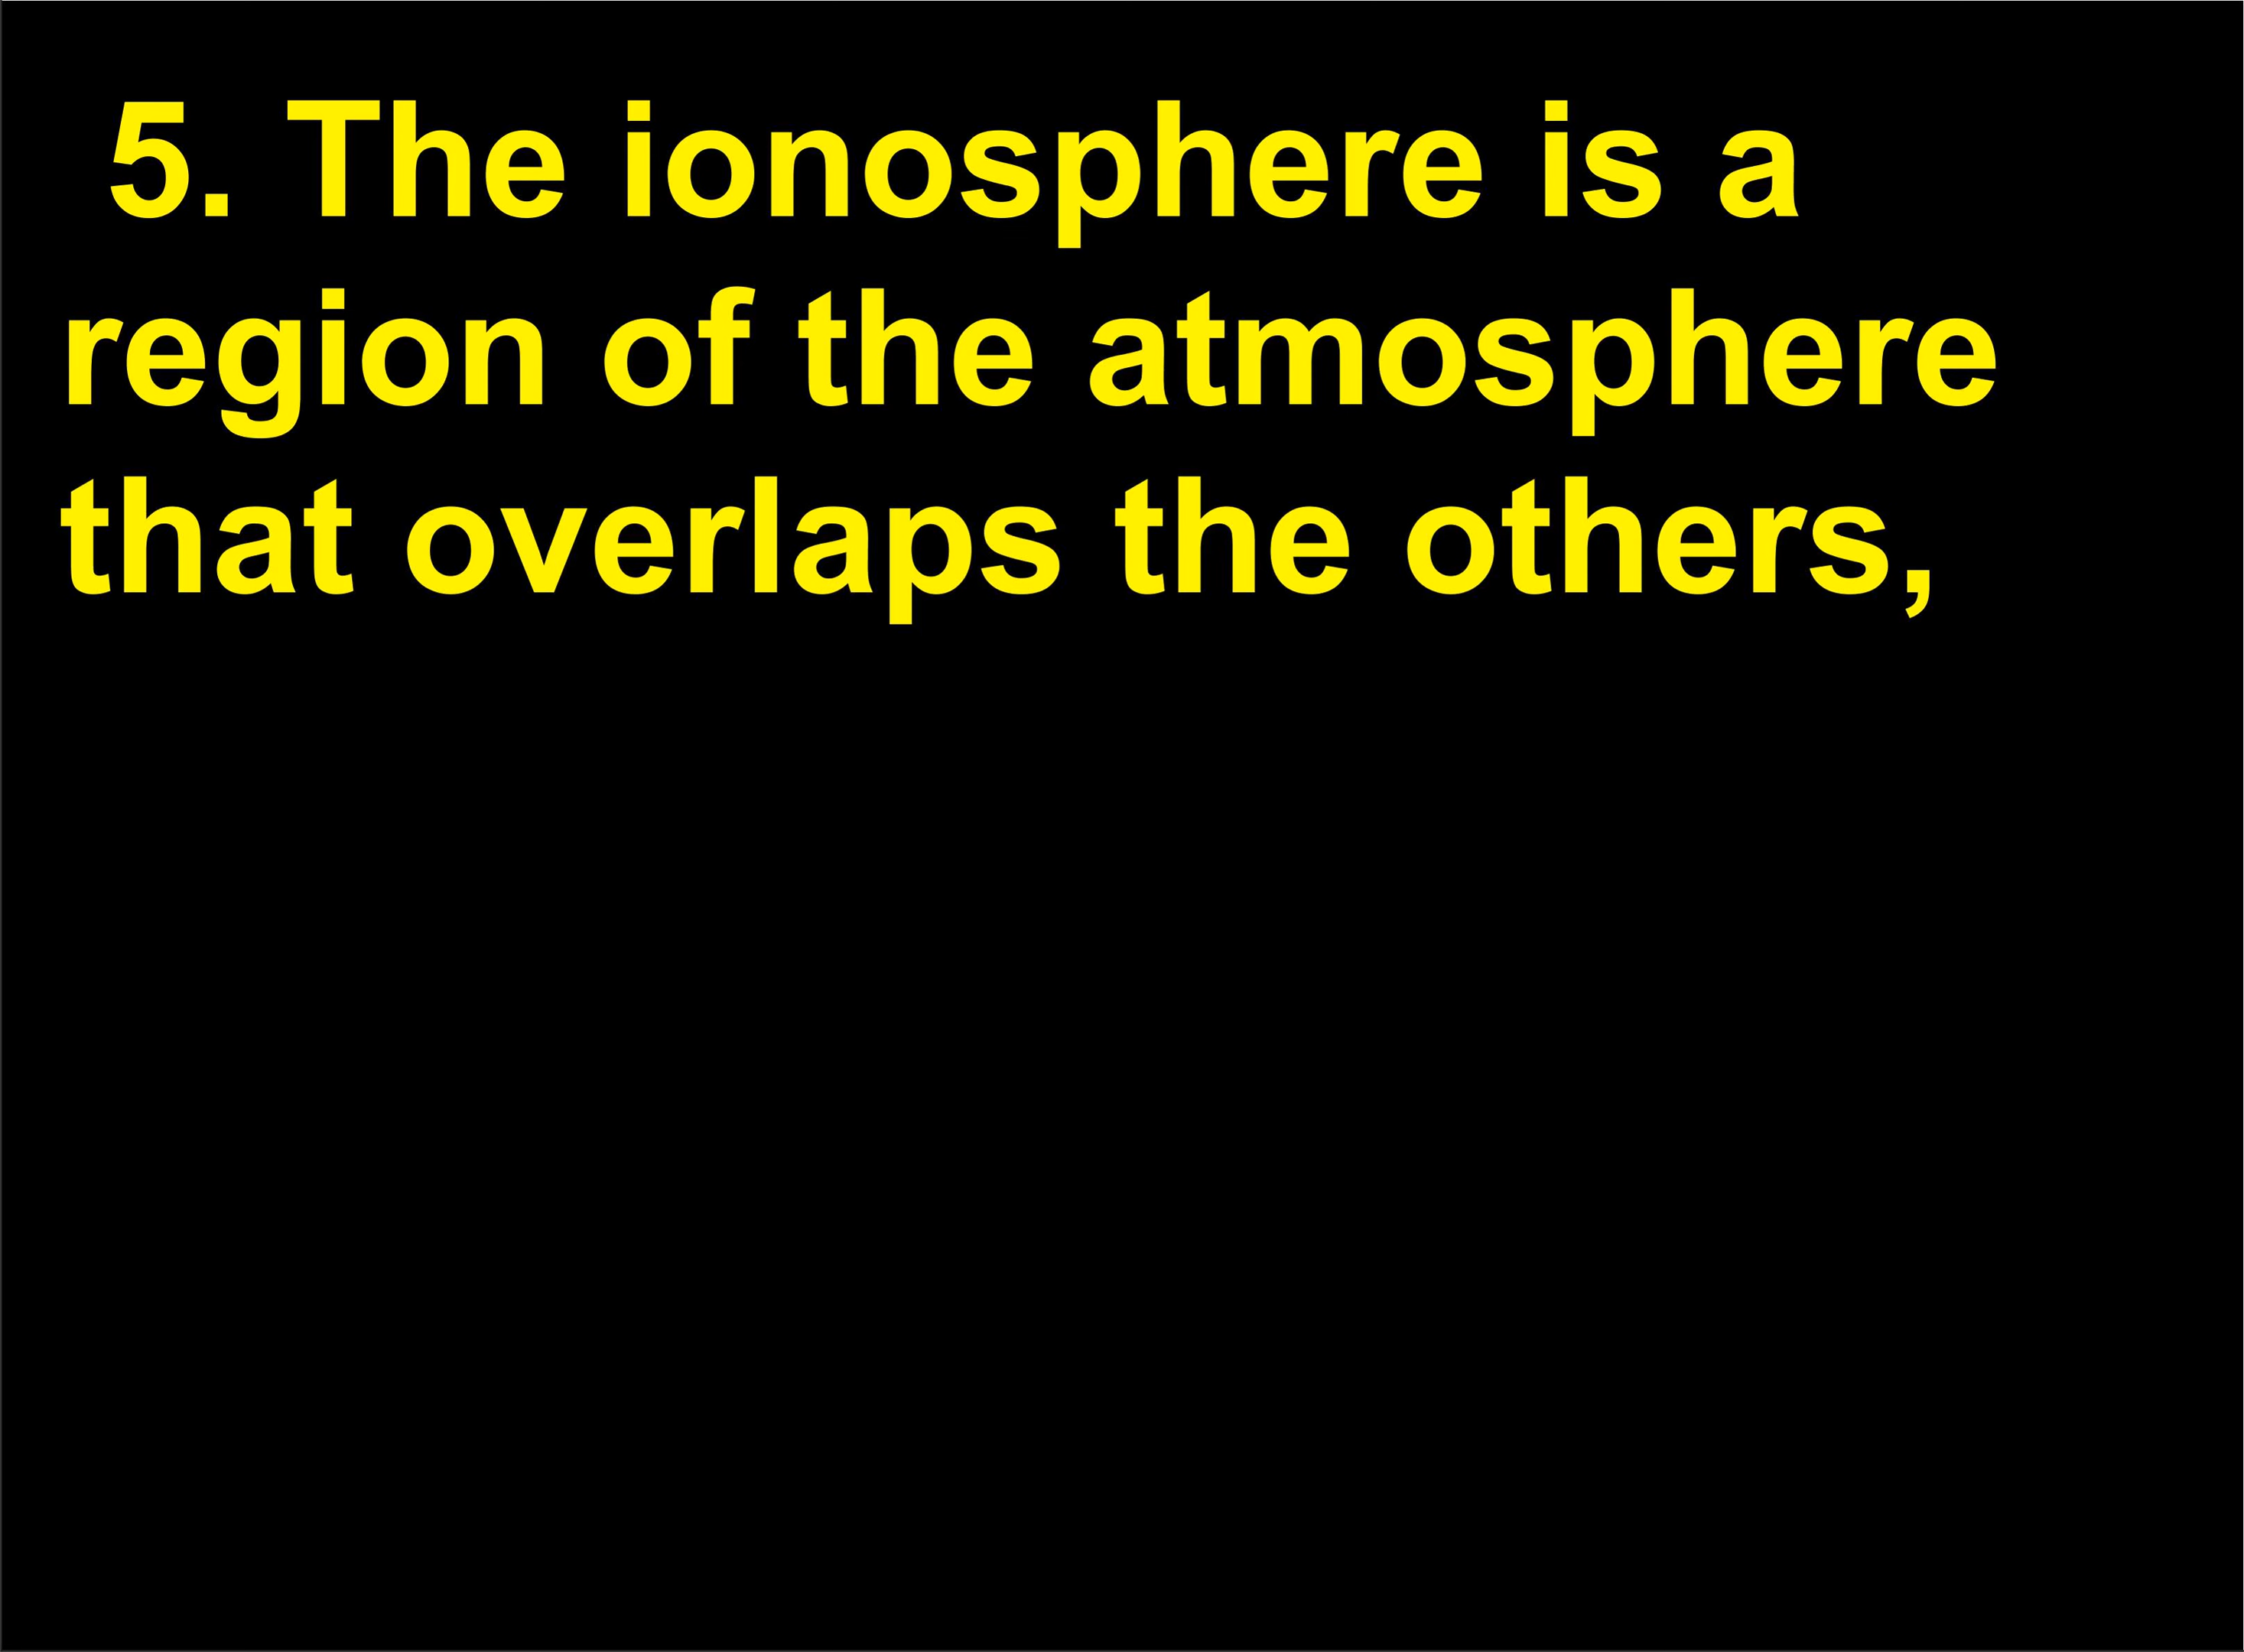 5. The ionosphere is a
region of the atmosphere
that overlaps the others,